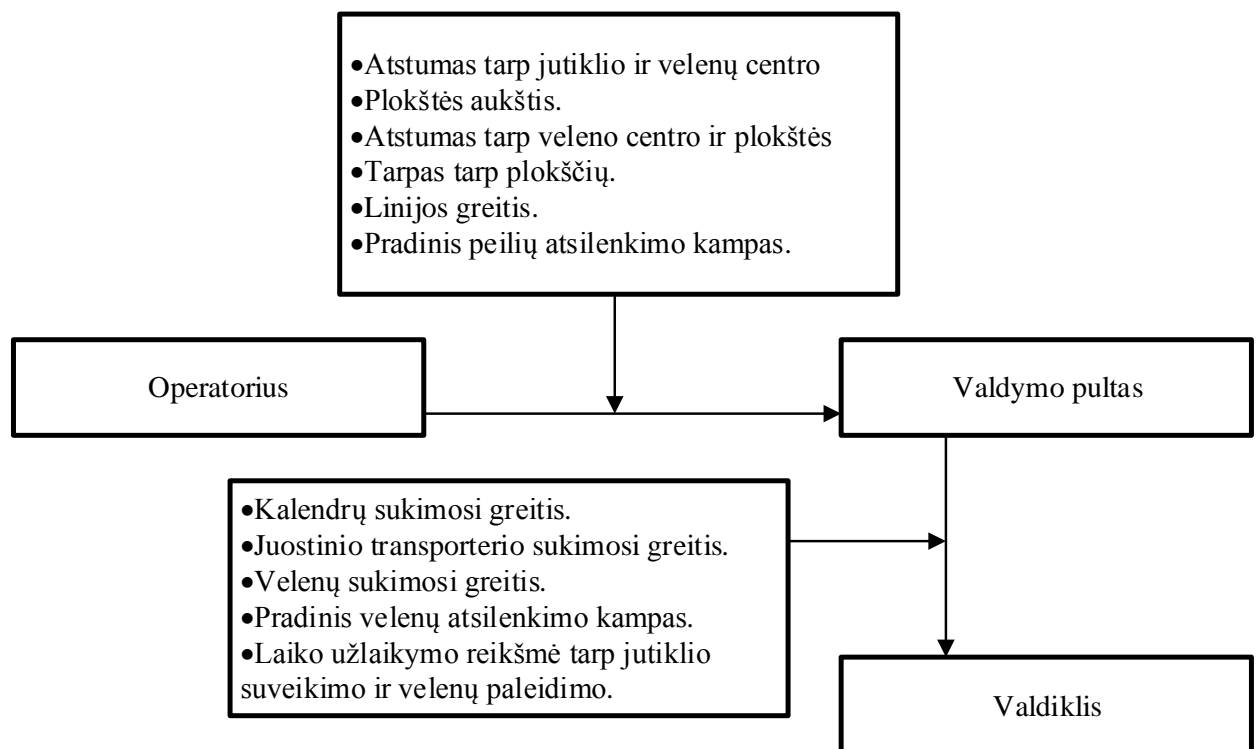 •Atstumas tarp jutiklio ir velenų centro
•Plokštės aukštis.
•Atstumas tarp veleno centro ir plokštės
•Tarpas tarp plokščių.
•Linijos greitis.
•Pradinis peilių atsilenkimo kampas.
Operatorius
Valdymo pultas
•Kalendrų sukimosi greitis.
•Juostinio transporterio sukimosi greitis.
•Velenų sukimosi greitis.
•Pradinis velenų atsilenkimo kampas.
•Laiko užlaikymo reikšmė tarp jutiklio
suveikimo ir velenų paleidimo.
Valdiklis